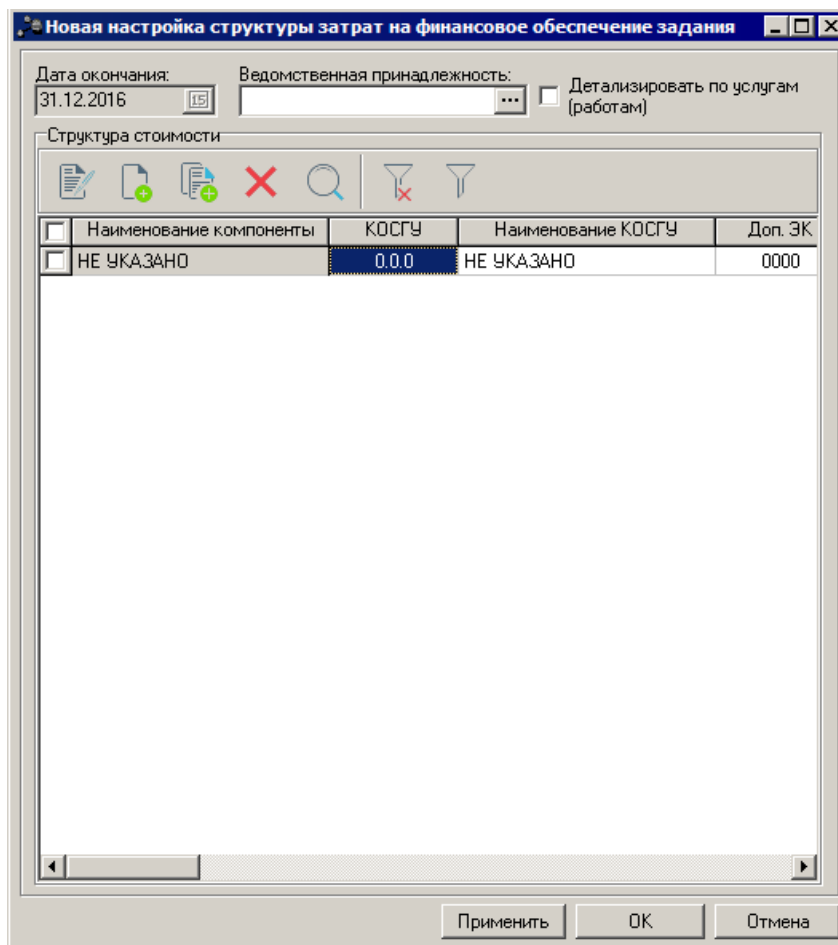 Новая настройка структуры затрат на финансовое обеспечение задания
Дата окончания: Ведомственная принадлежность:
31.12.2016 15 ... Детализировать по услугам
(работам)
Структура стоимости
Наименование компоненты КОСГУ Наименование КОСГУ Доп. ЭК
НЕ УКАЗАНО 0.0.0 НЕ УКАЗАНО 0000
Применить OK Отмена